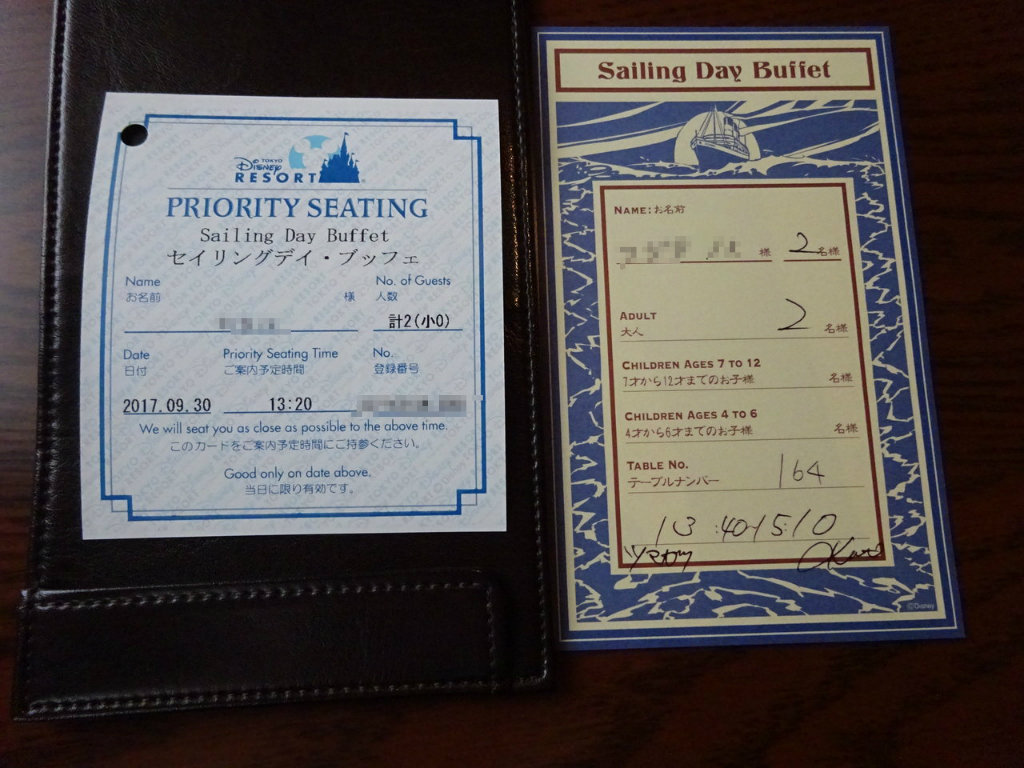 TOKYO
Disney
RESORT
PRIORITY SEATING
Sailing Day Buffet
セイリングデイ・ブッフェ
Name No. of Guests
お名前 様 人数
計2(小0)
Date Priority Seating Time No.
日付 ご案内予定時間 登録番号
2017.09.30 13:20
We will seat you as close as possible to the above time.
このカードをご案内予定時間にご持参ください。
Good only on date above.
当日に限り有効です。
Sailing Day Buffet
NAME:お名前
様 2名様
ADULT
大人 2 名様
CHILDREN AGES 7 TO 12
7才から12才までのお子様 名様
CHILDREN AGES 4 TO 6
4才から6才までのお子様 名様
TABLE NO.
テーブルナンバー 164
13:40-15:10
ツマガリ
©Disney